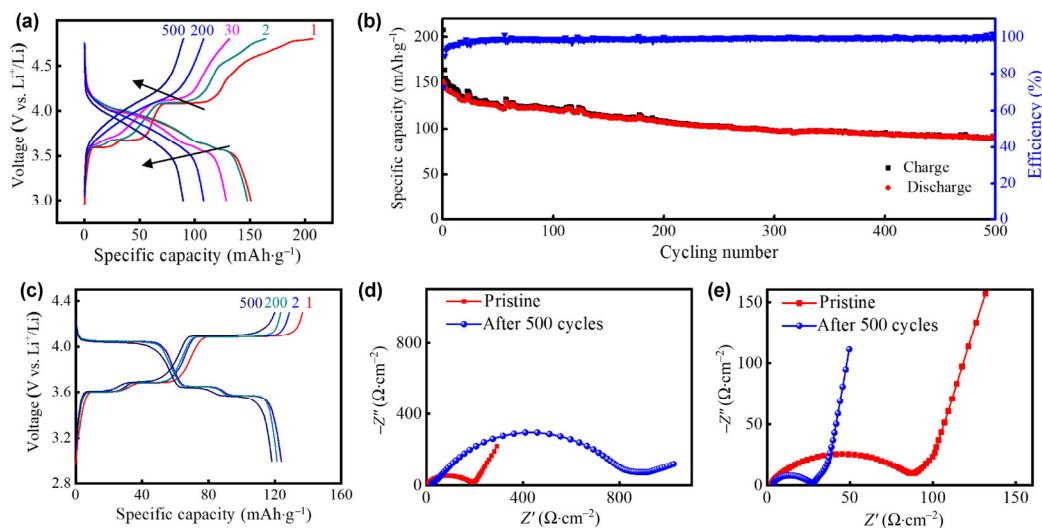 (a)
500 200 30 2 1
4.5
4.0
3.5
3.0
Voltage (V vs. Li⁺/Li)
0 50 100 150 200
Specific capacity (mAh·g⁻¹)
(b)
200
150
100
50
0
Specific capacity (mAh·g⁻¹)
100
80
60
40
20
0
Efficiency (%)
Charge
Discharge
0 100 200 300 400 500
Cycling number
(c)
500 200 2 1
4.4
4.0
3.6
3.2
2.8
Voltage (V vs. Li⁺/Li)
0 40 80 120 160
Specific capacity (mAh·g⁻¹)
(d)
Pristine
After 500 cycles
800
400
0
−Z″ (Ω·cm⁻²)
0 400 800
Z′ (Ω·cm⁻²)
(e)
Pristine
After 500 cycles
150
100
50
0
−Z″ (Ω·cm⁻²)
0 50 100 150
Z′ (Ω·cm⁻²)